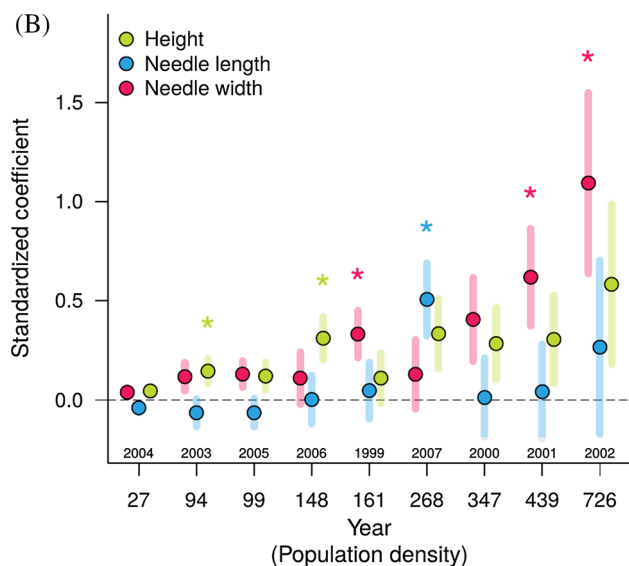 (B)
Height
Needle length
Needle width
Standardized coefficient
1.5
1.0
0.5
0.0
* * * * * *
2004 2003 2005 2006 1999 2007 2000 2001 2002
27 94 99 148 161 268 347 439 726
Year
(Population density)